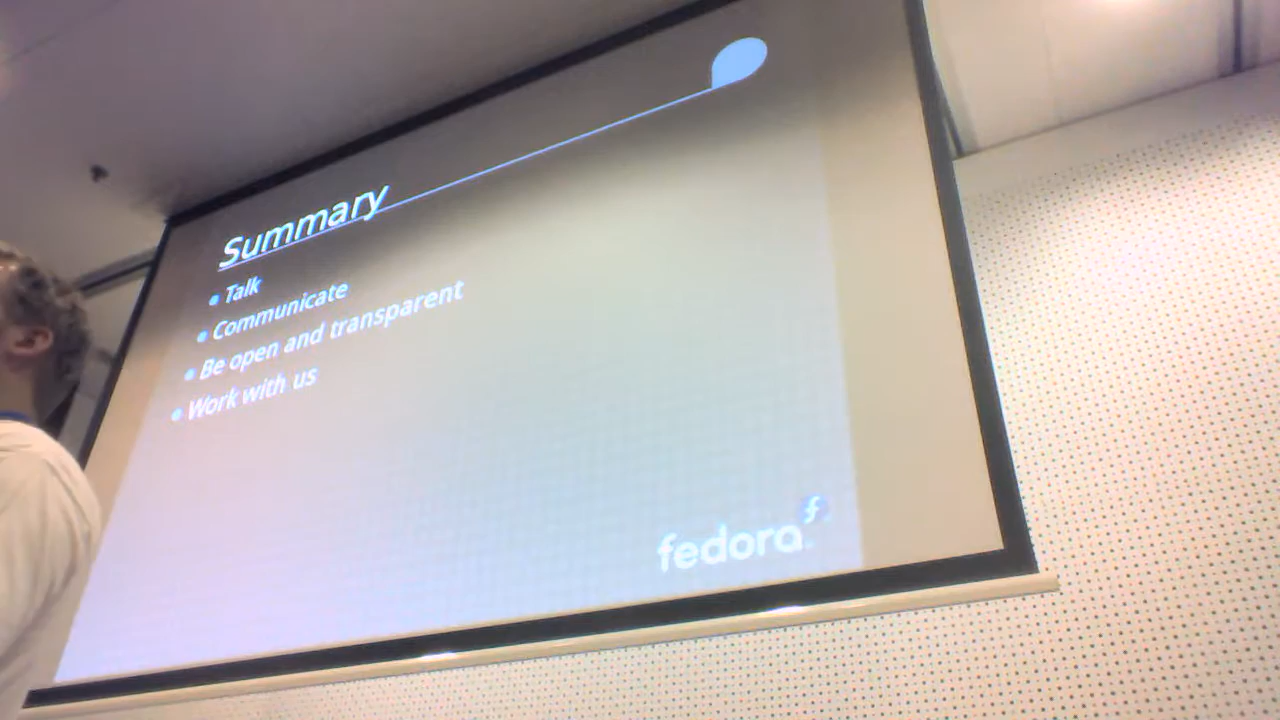 Summary
• Talk
• Communicate
• Be open and transparent
• Work with us
fedora